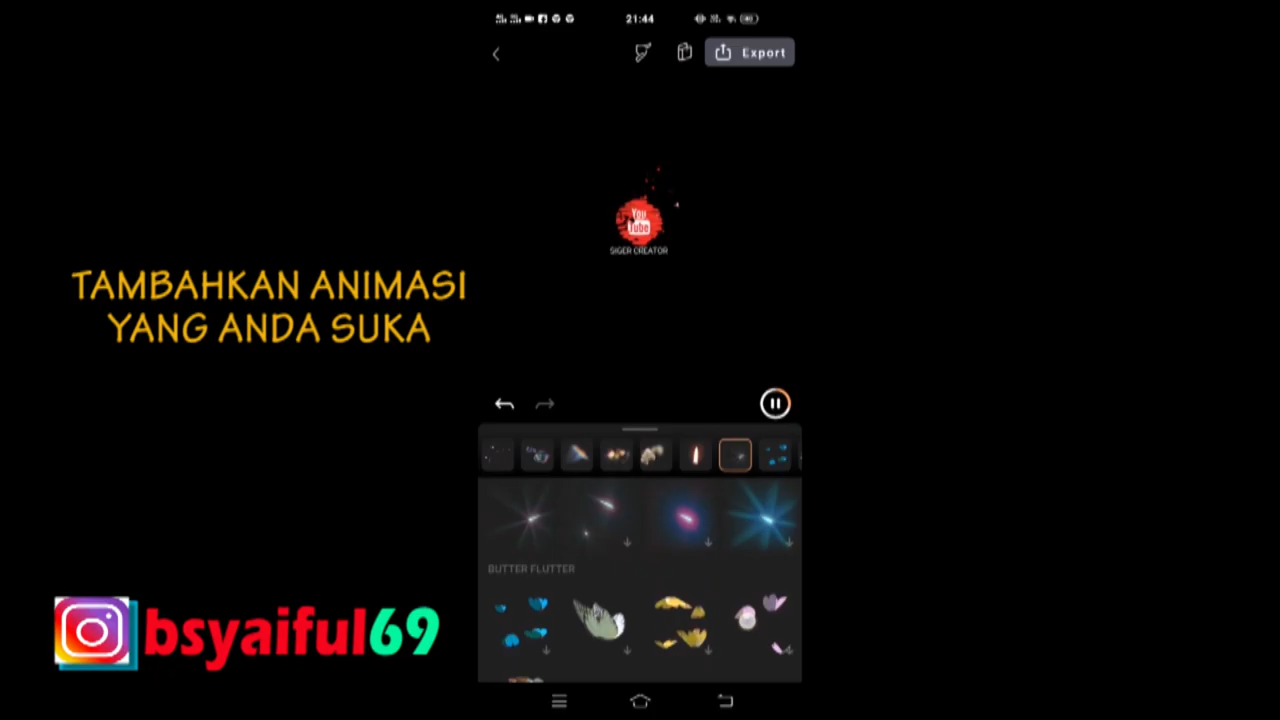 21:44
Export
You
Tube
SIGER CREATOR
TAMBAHKAN ANIMASI
YANG ANDA SUKA
BUTTER FLUTTER
bsyaiful69